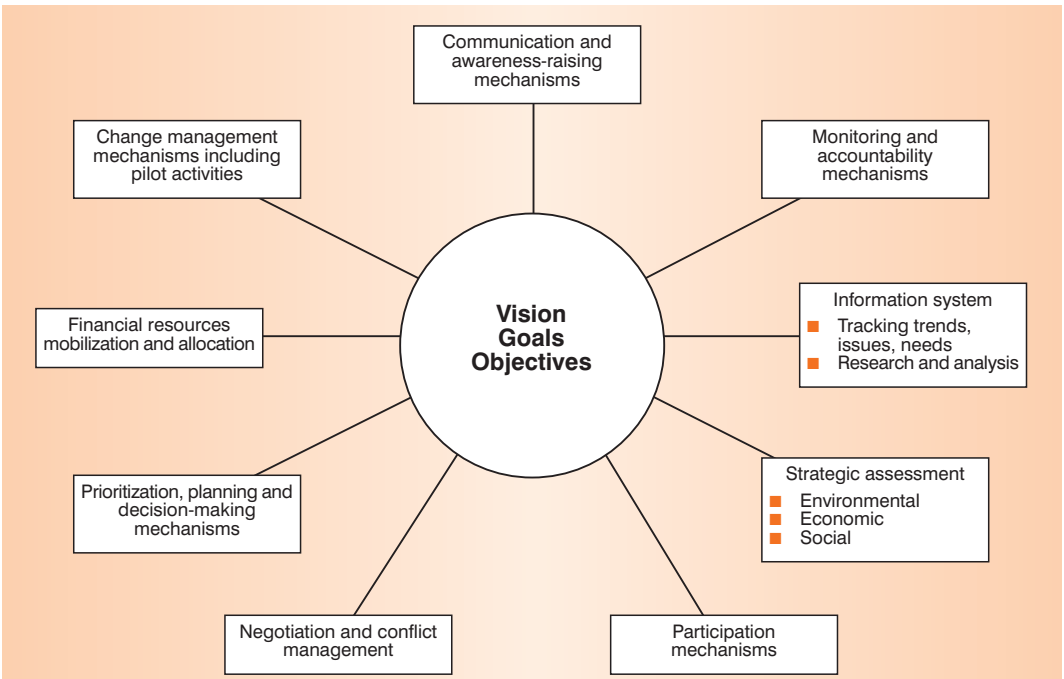 Communication and
awareness-raising
mechanisms
Change management
mechanisms including
pilot activities
Monitoring and
accountability
mechanisms
Vision
Goals
Objectives
Information system
Tracking trends,
issues, needs
Research and analysis
Financial resources
mobilization and allocation
Strategic assessment
Environmental
Economic
Social
Prioritization, planning and
decision-making
mechanisms
Negotiation and conflict
management
Participation
mechanisms